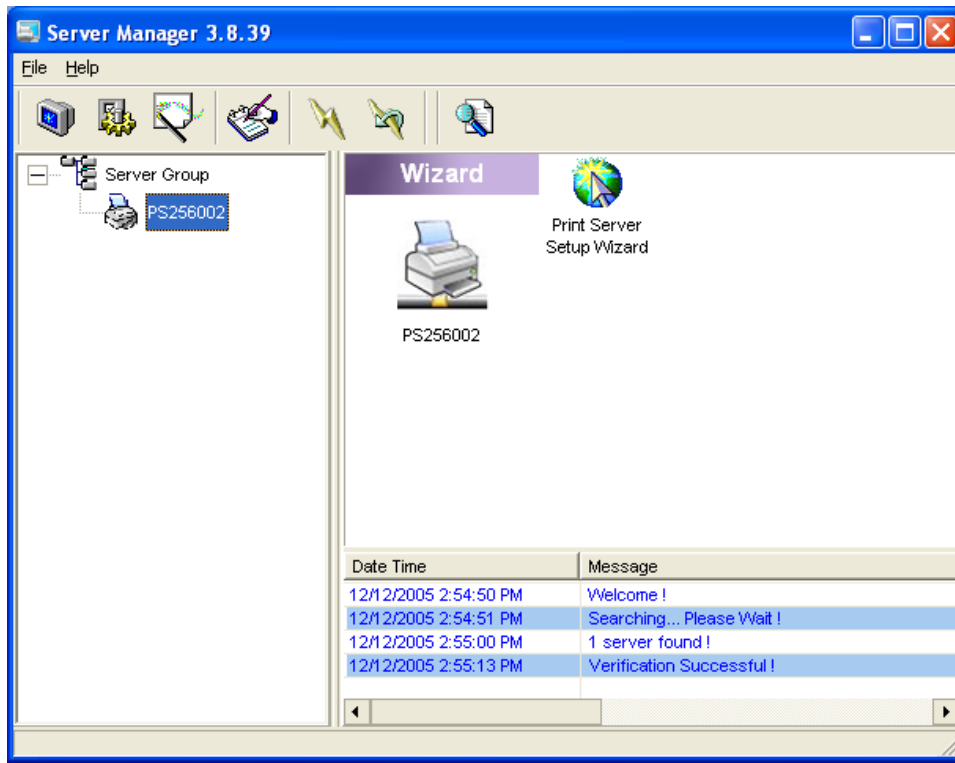 Server Manager 3.8.39
File Help
Server Group
PS256002
Wizard
Print Server
Setup Wizard
PS256002
Date Time Message
12/12/2005 2:54:50 PM Welcome !
12/12/2005 2:54:51 PM Searching... Please Wait !
12/12/2005 2:55:00 PM 1 server found !
12/12/2005 2:55:13 PM Verification Successful !